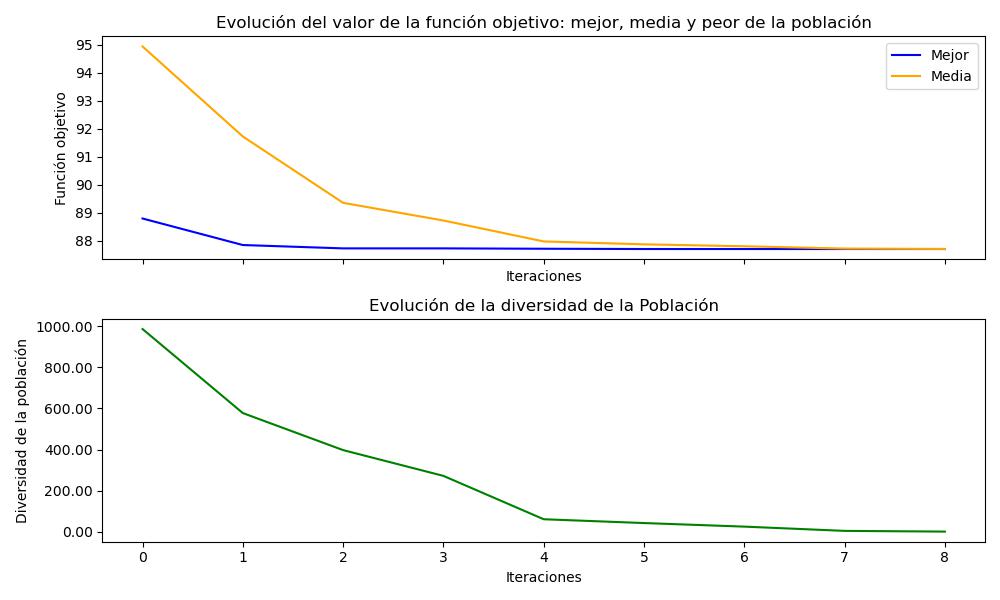 Evolución del valor de la función objetivo: mejor, media y peor de la población
95
94
93
92
91
90
89
88
Función objetivo
Mejor
Media
Iteraciones
Evolución de la diversidad de la Población
1000.00
800.00
600.00
400.00
200.00
0.00
Diversidad de la población
0 1 2 3 4 5 6 7 8
Iteraciones